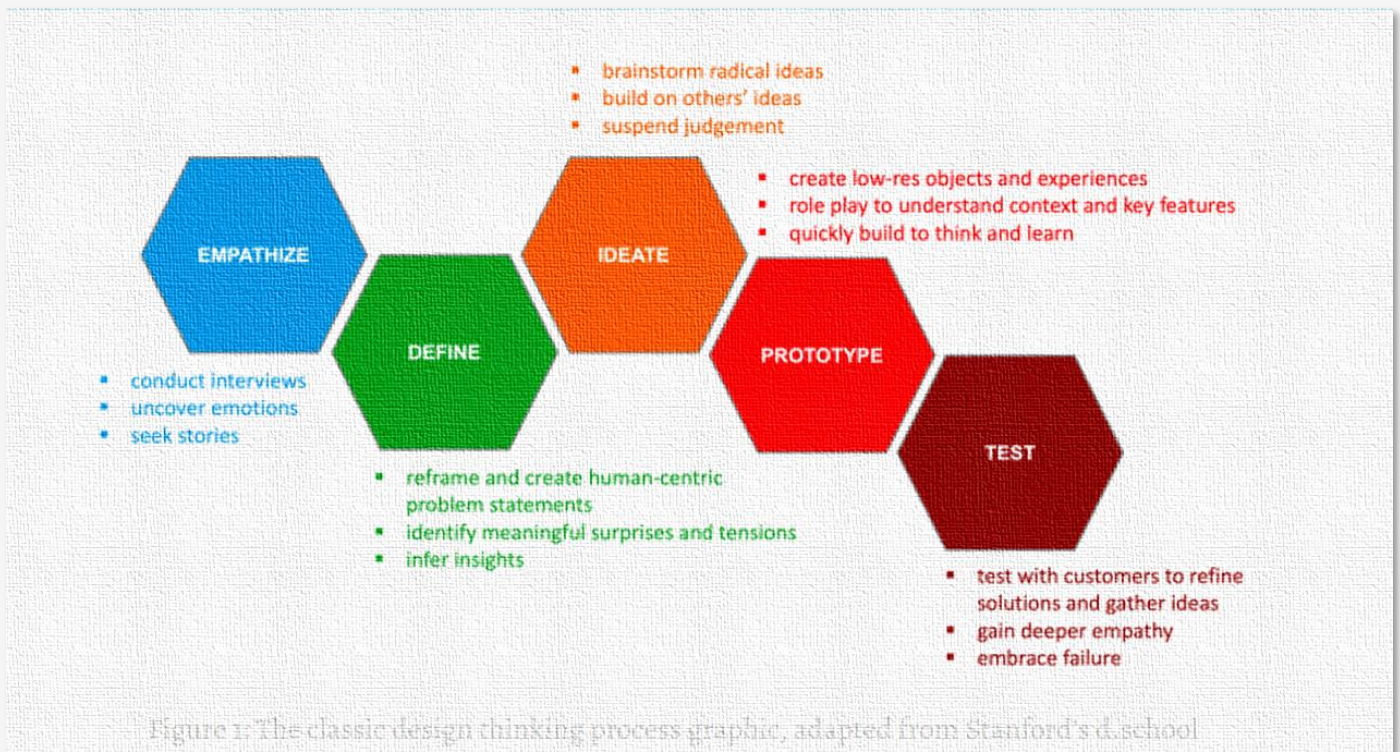 EMPATHIZE
▪ conduct interviews
▪ uncover emotions
▪ seek stories
DEFINE
▪ reframe and create human-centric
problem statements
▪ identify meaningful surprises and tensions
▪ infer insights
▪ brainstorm radical ideas
▪ build on others’ ideas
▪ suspend judgement
IDEATE
▪ create low-res objects and experiences
▪ role play to understand context and key features
▪ quickly build to think and learn
PROTOTYPE
TEST
▪ test with customers to refine
solutions and gather ideas
▪ gain deeper empathy
▪ embrace failure
Figure 1: The classic design thinking process graphic, adapted from Stanford's d.school